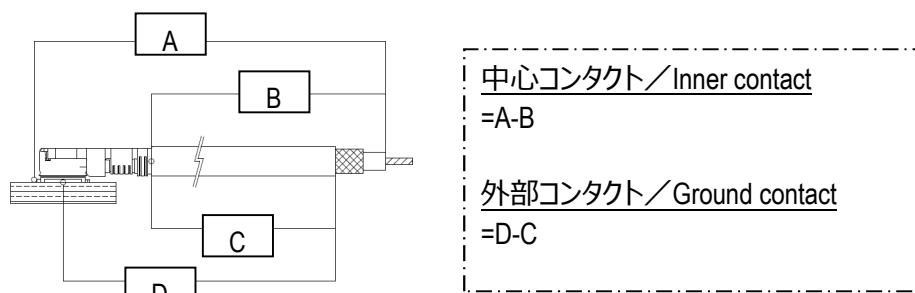 A
B
C
D
中心コンタクト／Inner contact
=A-B
外部コンタクト／Ground contact
=D-C